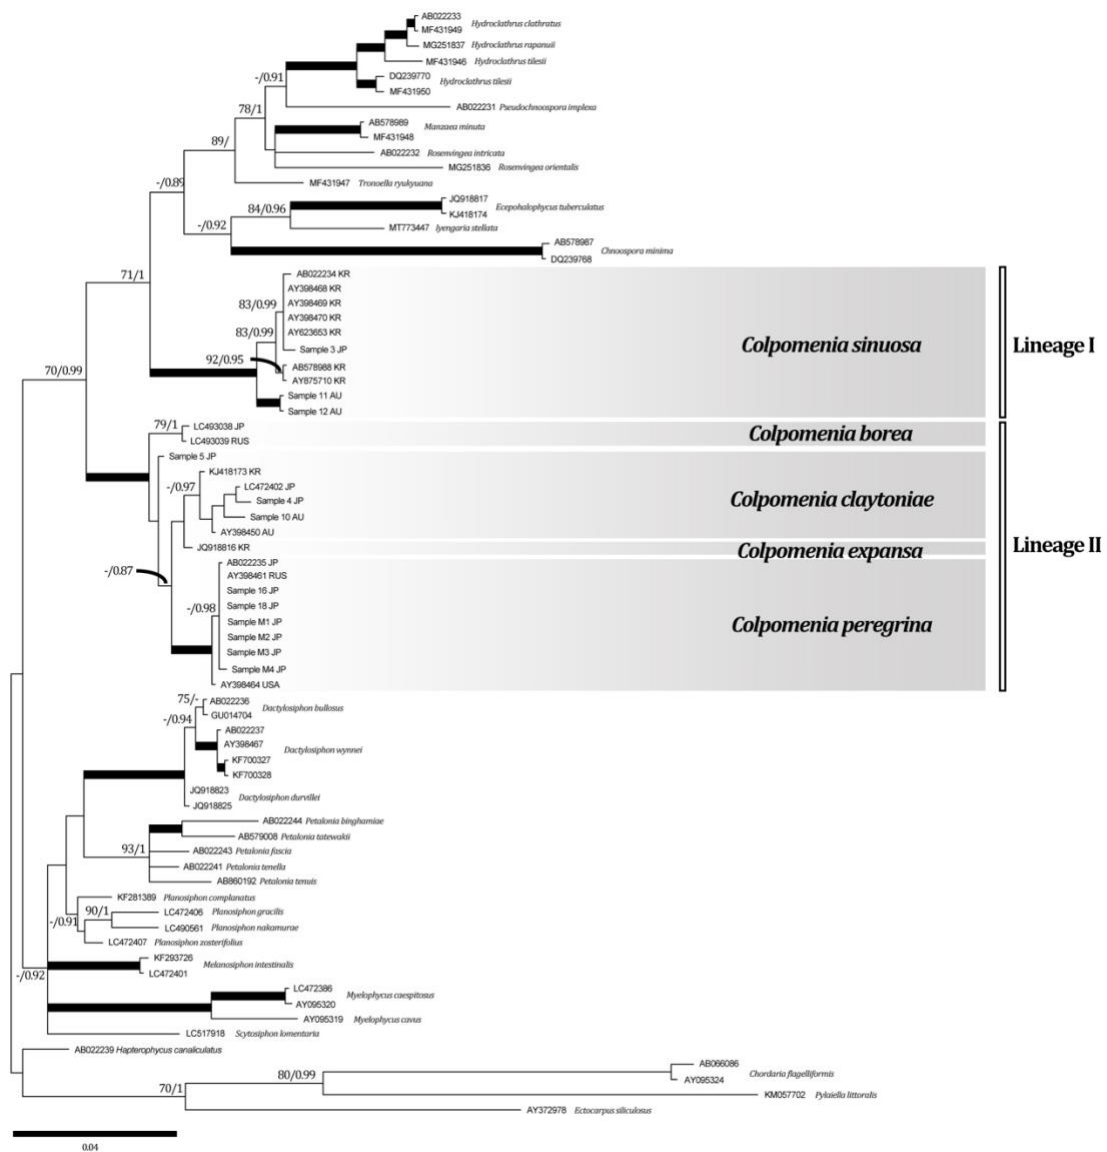 AB022233
Hydroclathrus clathratus
MF431949
MG251837 Hydroclathrus rapanuii
MF431946 Hydroclathrus tilesii
-/0.91
DQ239770
Hydroclathrus tilesii
MF431950
78/1
AB022231 Pseudochnoospora implexa
AB578989
Manzaea minuta
MF431948
89/
AB022232 Rosenvingea intricata
MG251836 Rosenvingea orientalis
-/0.89
MF431947 Tronoella ryukyuana
JQ918817
Ecepohalophycus tuberculatus
84/0.96
KJ418174
-/0.92
MT773447 Iyengaria stellata
AB578987
Chnoospora minima
DQ239768
71/1
AB022234 KR
AY398468 KR
83/0.99
AY398469 KR
AY398470 KR
83/0.99
AY623653 KR
Colpomenia sinuosa
Lineage I
Sample 3 JP
92/0.95
AB578988 KR
70/0.99
AY875710 KR
Sample 11 AU
Sample 12 AU
79/1
LC493038 JP
Colpomenia borea
LC493039 RUS
Sample 5 JP
KJ418173 KR
-/0.97
LC472402 JP
Sample 4 JP
Colpomenia claytoniae
Sample 10 AU
AY398450 AU
JQ918816 KR
Colpomenia expansa
Lineage II
AB022235 JP
-/0.87
AY398461 RUS
Sample 16 JP
-/0.98
Sample 18 JP
Sample M1 JP
Colpomenia peregrina
Sample M2 JP
Sample M3 JP
Sample M4 JP
AY398464 USA
75/-
AB022236
Dactylosiphon bullosus
GU014704
-/0.94
AB022237
AY398467
Dactylosiphon wynnei
KF700327
KF700328
JQ918823
Dactylosiphon durvillei
JQ918825
AB022244 Petalonia binghamiae
AB579008 Petalonia tatewakii
93/1
AB022243 Petalonia fascia
AB022241 Petalonia tenella
AB860192 Petalonia tenuis
KF281389 Planosiphon complanatus
90/1
LC472406 Planosiphon gracilis
-/0.91
LC490561 Planosiphon nakamurae
LC472407 Planosiphon zosterifolius
KF293726
Melanosiphon intestinalis
LC472401
-/0.92
LC472386
Myelophycus caespitosus
AY095320
AY095319 Myelophycus cavus
LC517918 Scytosiphon lomentaria
AB022239 Hapterophycus canaliculatus
AB066086
Chordaria flagelliformis
80/0.99
AY095324
70/1
KM057702 Pylaiella littoralis
AY372978 Ectocarpus siliculosus
0.04